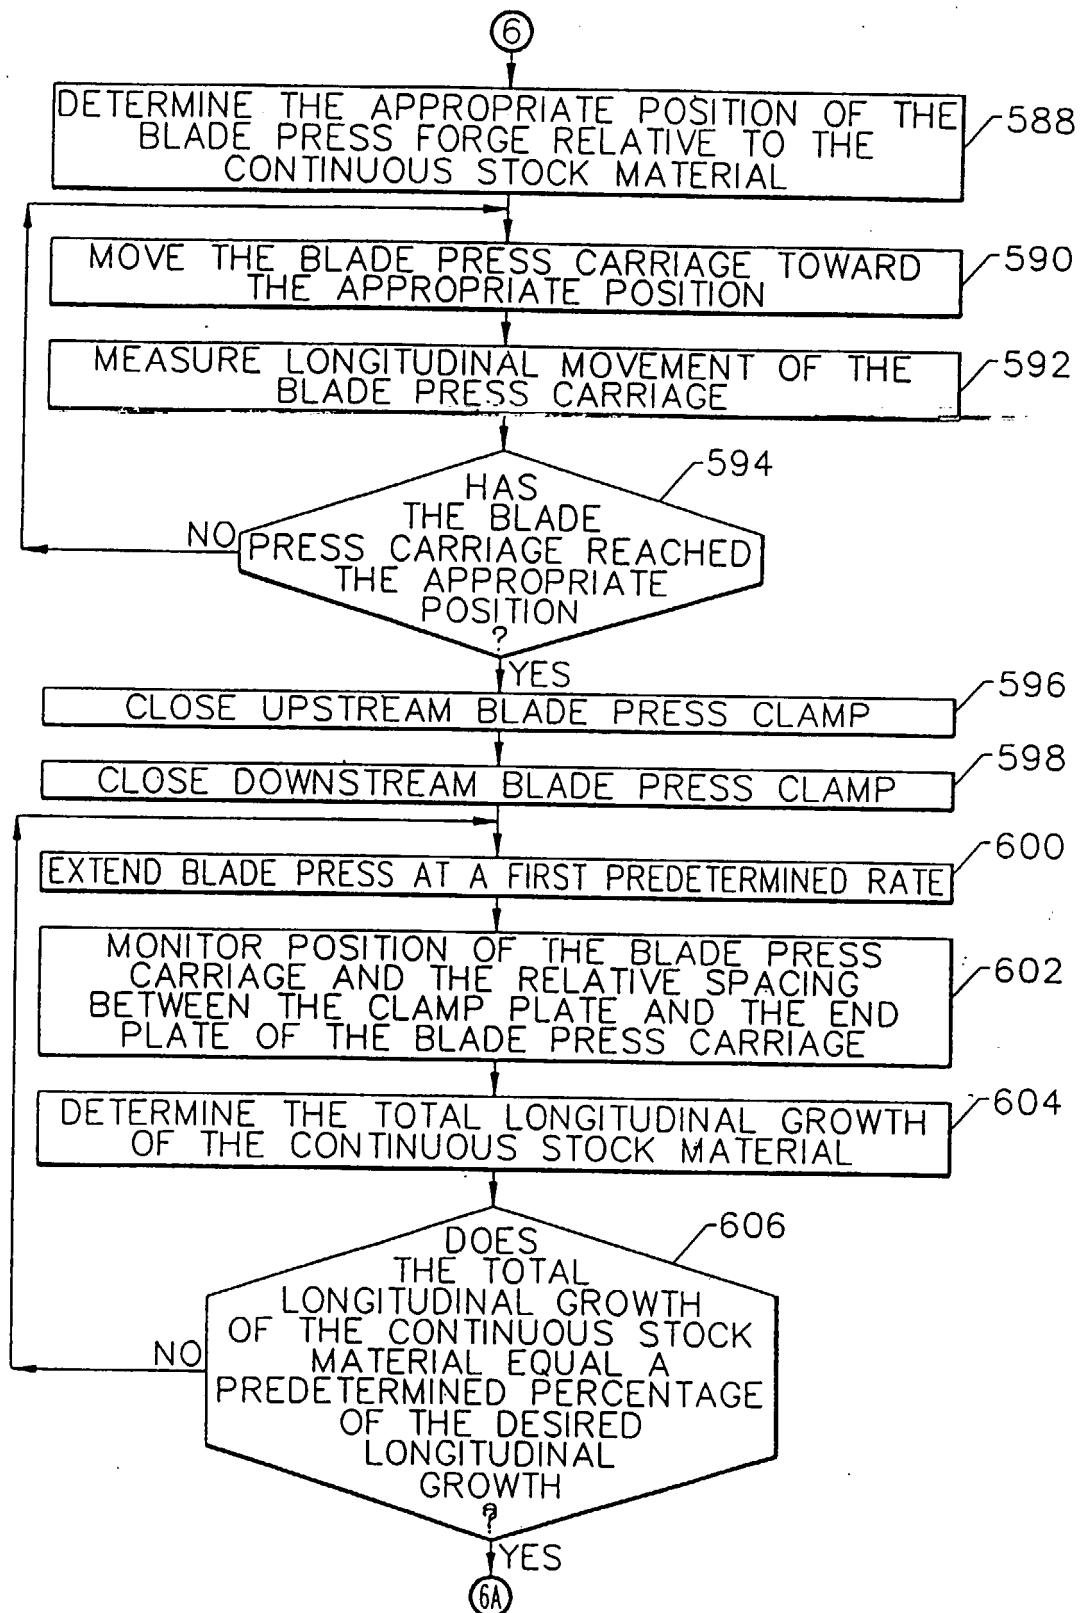 6
DETERMINE THE APPROPRIATE POSITION OF THE
BLADE PRESS FORGE RELATIVE TO THE
CONTINUOUS STOCK MATERIAL
588
MOVE THE BLADE PRESS CARRIAGE TOWARD
THE APPROPRIATE POSITION
590
MEASURE LONGITUDINAL MOVEMENT OF THE
BLADE PRESS CARRIAGE
592
594
HAS
THE BLADE
PRESS CARRIAGE REACHED
THE APPROPRIATE
POSITION
?
NO
YES
CLOSE UPSTREAM BLADE PRESS CLAMP
596
CLOSE DOWNSTREAM BLADE PRESS CLAMP
598
EXTEND BLADE PRESS AT A FIRST PREDETERMINED RATE
600
MONITOR POSITION OF THE BLADE PRESS
CARRIAGE AND THE RELATIVE SPACING
BETWEEN THE CLAMP PLATE AND THE END
PLATE OF THE BLADE PRESS CARRIAGE
602
DETERMINE THE TOTAL LONGITUDINAL GROWTH
OF THE CONTINUOUS STOCK MATERIAL
604
606
DOES
THE TOTAL
LONGITUDINAL GROWTH
OF THE CONTINUOUS STOCK
MATERIAL EQUAL A
PREDETERMINED PERCENTAGE
OF THE DESIRED
LONGITUDINAL
GROWTH
?
NO
YES
6A